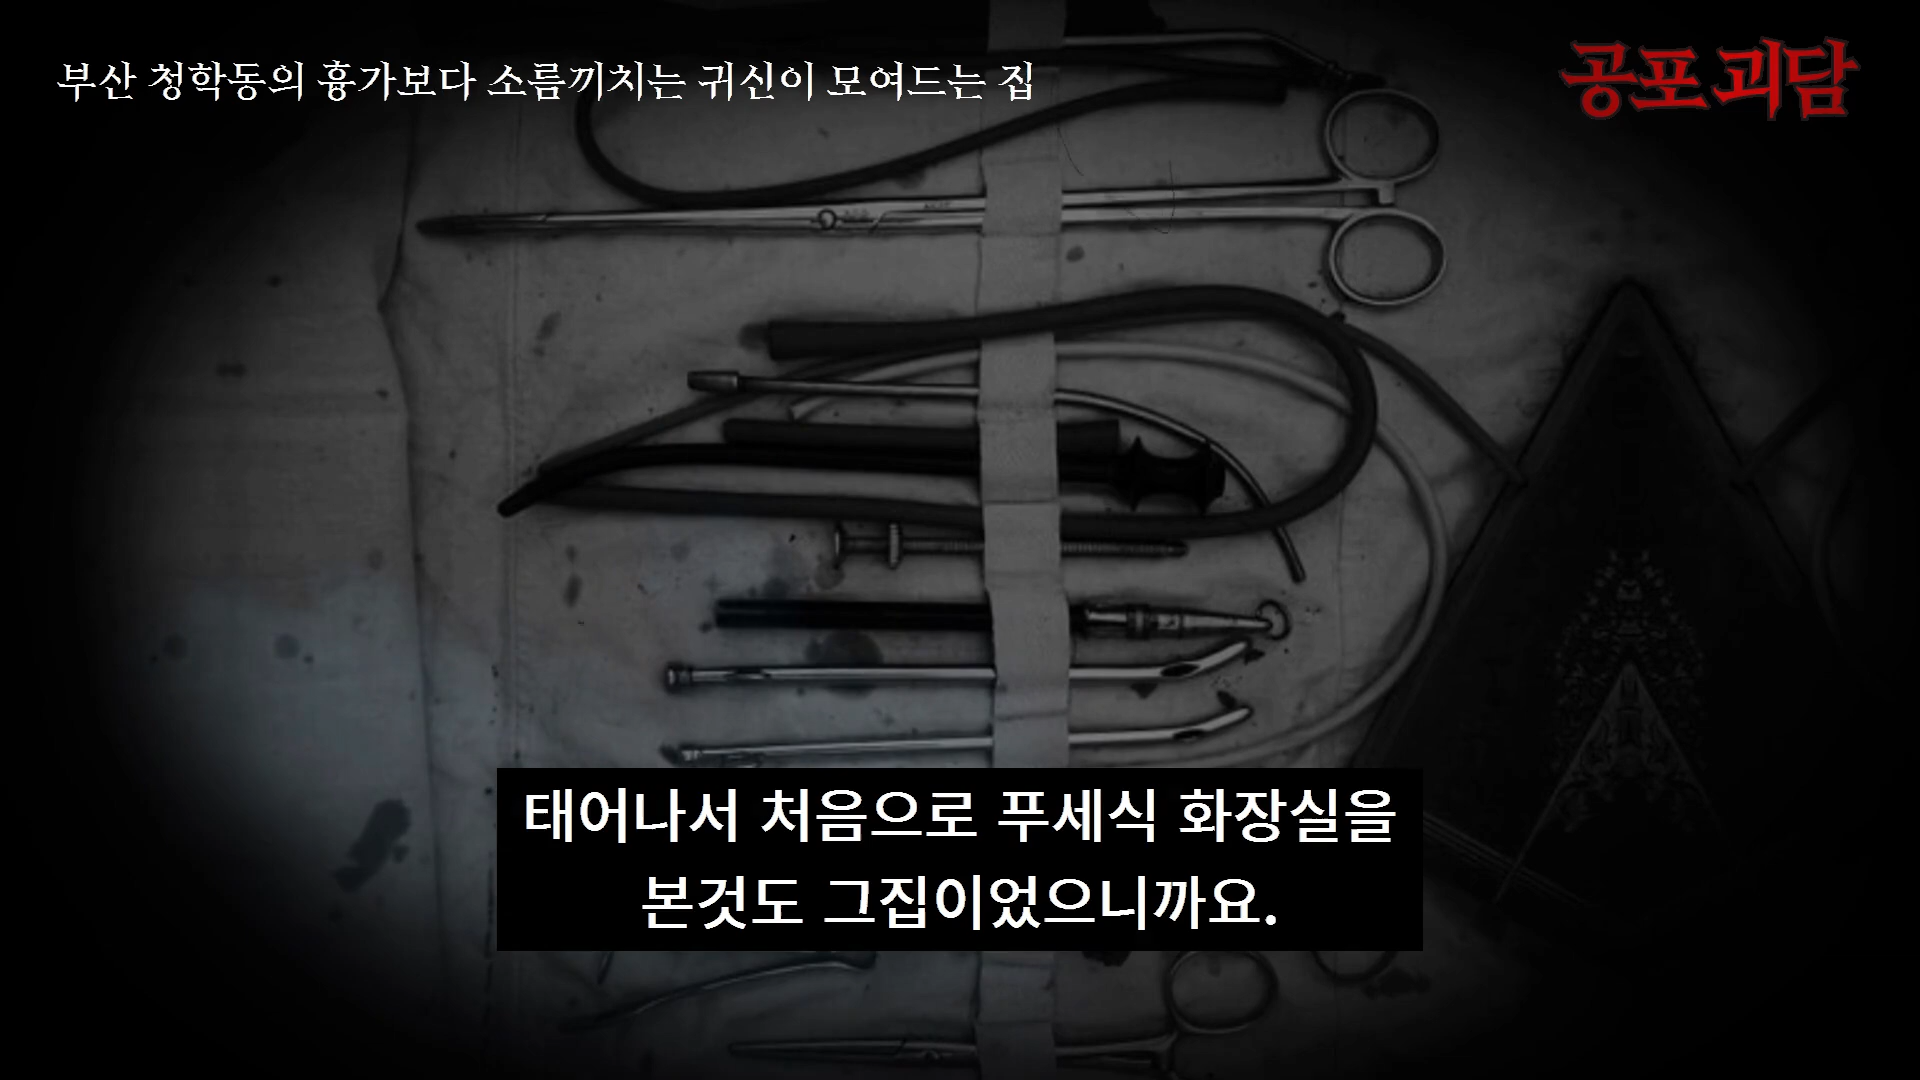 부산 청학동의 흉가보다 소름끼치는 귀신이 모여드는 집
공포 괴담
태어나서 처음으로 푸세식 화장실을
본것도 그집이었으니까요.